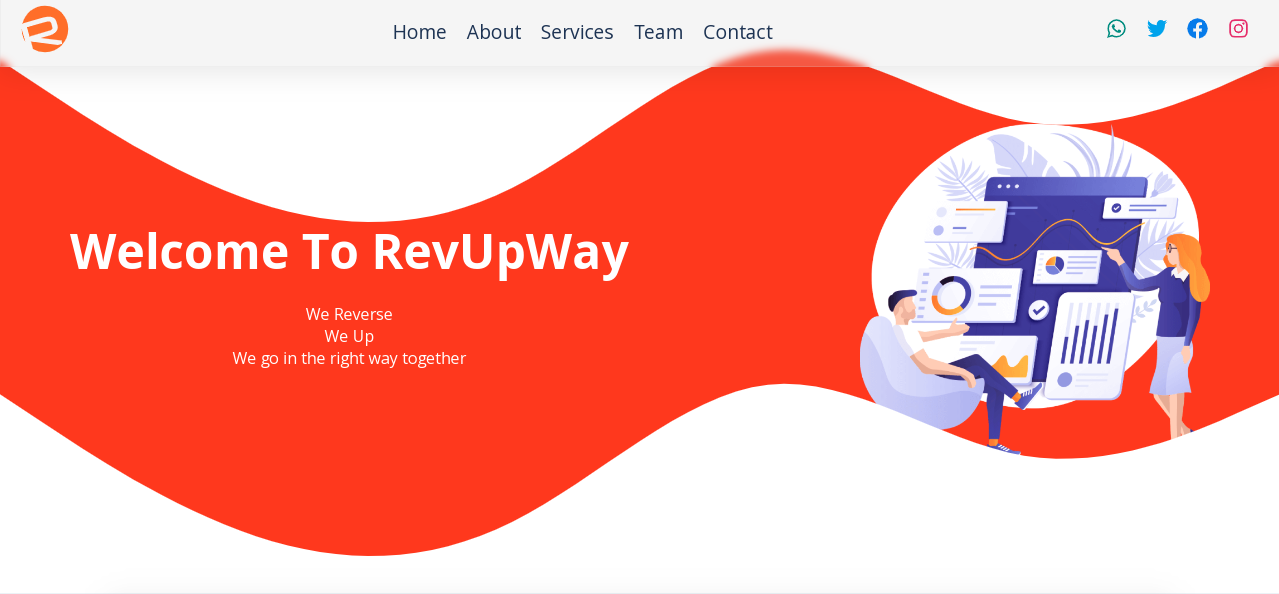 Home About Services Team Contact
Welcome To RevUpWay
We Reverse
We Up
We go in the right way together